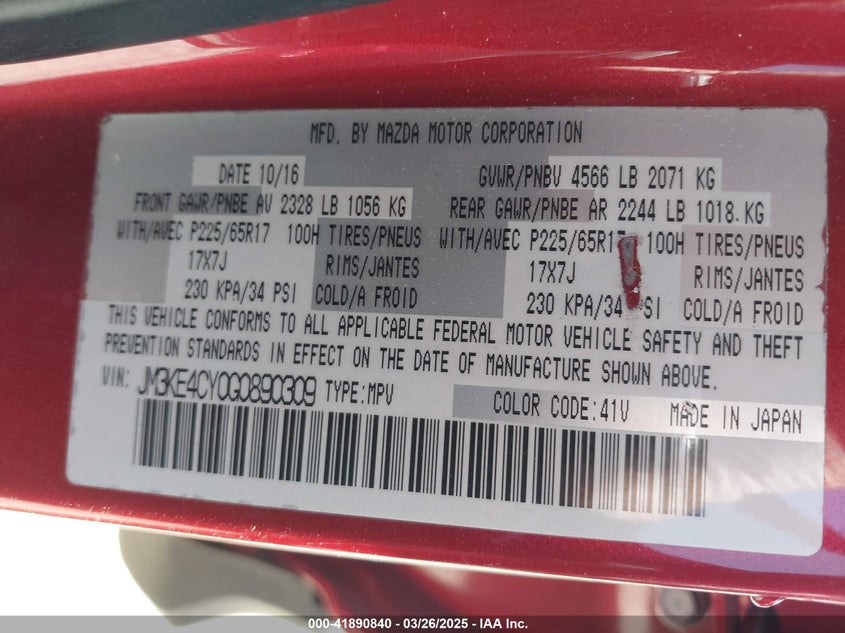 MFD. BY MAZDA MOTOR CORPORATION
DATE 10/16 GVWR/PNBV 4566 LB 2071 KG
FRONT GAWR/PNBE AV 2328 LB 1056 KG REAR GAWR/PNBE AR 2244 LB 1018 KG
WITH/AVEC P225/65R17 100H TIRES/PNEUS WITH/AVEC P225/65R17 100H TIRES/PNEUS
17X7J RIMS/JANTES 17X7J RIMS/JANTES
230 KPA/34 PSI COLD/A FROID 230 KPA/34 PSI COLD/A FROID
THIS VEHICLE CONFORMS TO ALL APPLICABLE FEDERAL MOTOR VEHICLE SAFETY AND THEFT
PREVENTION STANDARDS IN EFFECT ON THE DATE OF MANUFACTURE SHOWN ABOVE.
VIN: JM3KE4CY0G0890309 TYPE:MPV COLOR CODE:41V MADE IN JAPAN
000-41890840 - 03/26/2025 - IAA Inc.